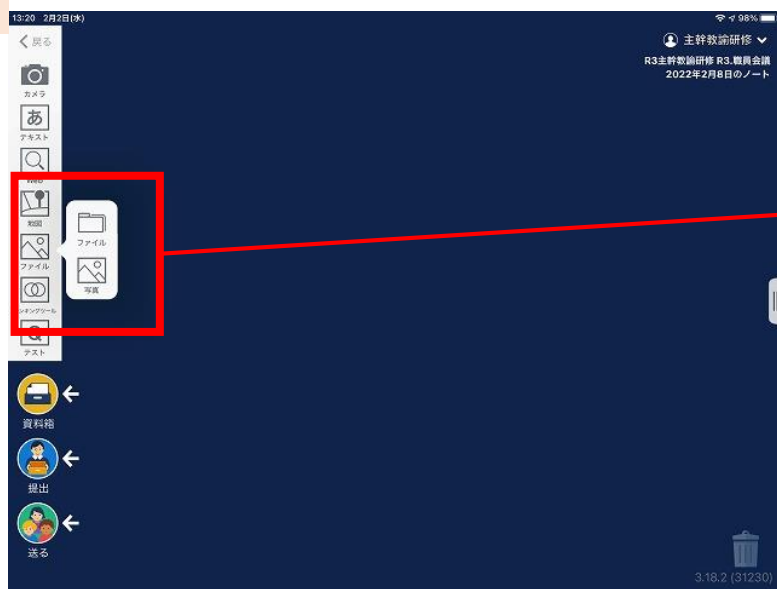 13:20 2月2日(水)
98%
戻る
主幹教諭研修
R3主幹教諭研修 R3.職員会議
2022年2月8日のノート
カメラ
あ
テキスト
地図
ファイル
ファイル
写真
テスト
資料箱
提出
送る
3.18.2 (31230)